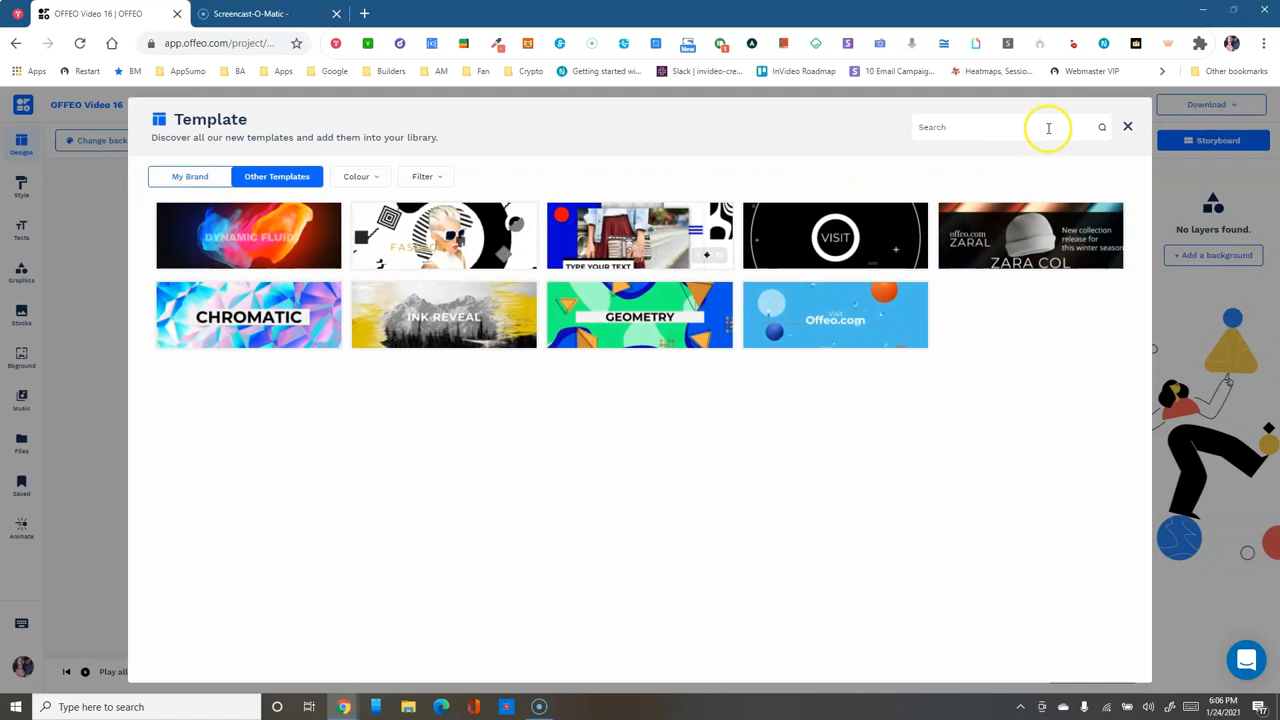 OFFEO Video 16 | OFFEO
Screencast-O-Matic -
app.offeo.com/project/...
New
Apps
Restart
BM
AppSumo
BA
Apps
Google
Builders
AM
Fan
Crypto
Getting started wi...
Slack | invideo-cre...
InVideo Roadmap
10 Email Campaig...
Heatmaps, Sessio...
Webmaster VIP
Other bookmarks
OFFEO Video 16
Download
Template
Discover all our new templates and add them into your library.
Search
Designs
Change back
Storyboard
My Brand
Other Templates
Colour
Filter
Style
Texts
Graphics
Stocks
Bkground
Music
Files
Saved
Animate
DYNAMIC FLUID
FASHION
TYPE YOUR TEXT
VISIT
offeo.com
ZARAL
New collection
release for
this winter season
ZARA COL
CHROMATIC
INK REVEAL
GEOMETRY
Visit
Offeo.com
No layers found.
+ Add a background
Play all
Type here to search
6:06 PM
1/24/2021
17